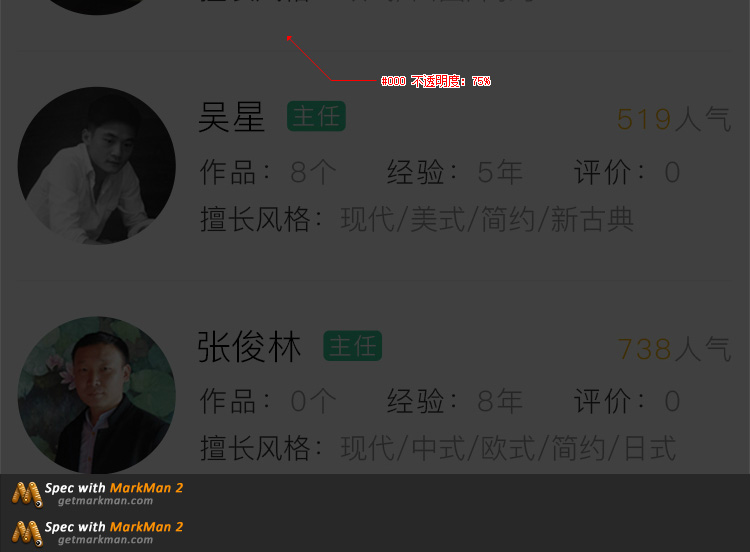 #000 不透明度：75%
吴星 主任 519人气
作品：8个 经验：5年 评价：0
擅长风格：现代/美式/简约/新古典
张俊林 主任 738人气
作品：0个 经验：8年 评价：0
擅长风格：现代/中式/欧式/简约/日式
Spec with MarkMan 2
getmarkman.com
Spec with MarkMan 2
getmarkman.com